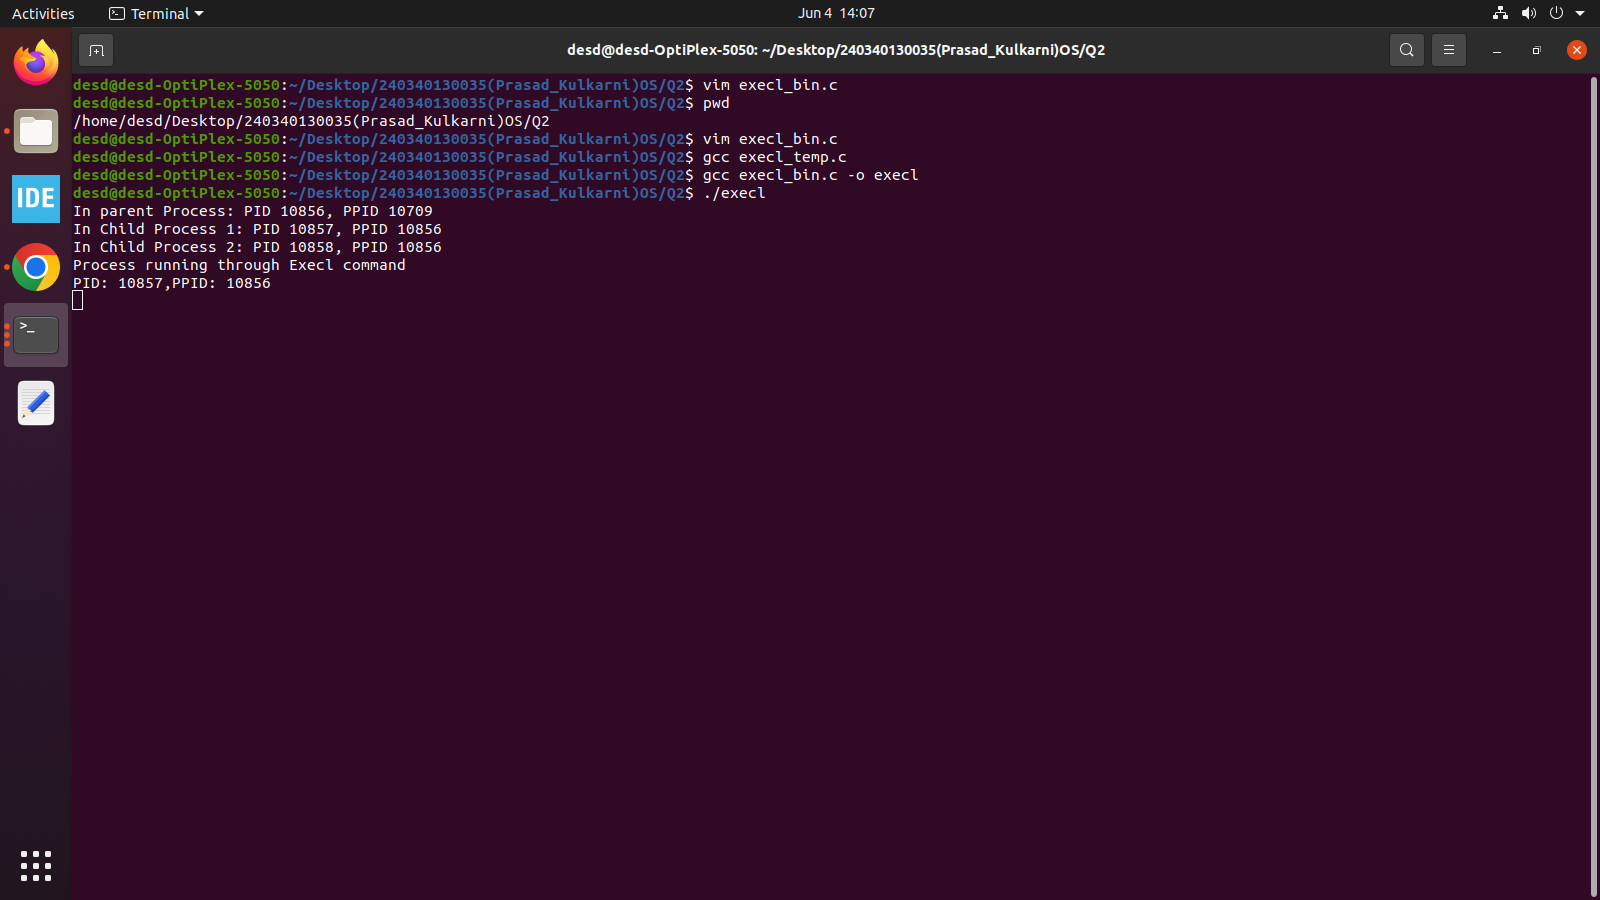 Activities
Terminal
Jun 4 14:07
desd@desd-OptiPlex-5050: ~/Desktop/240340130035(Prasad_Kulkarni)OS/Q2
desd@desd-OptiPlex-5050:~/Desktop/240340130035(Prasad_Kulkarni)OS/Q2$ vim execl_bin.c
desd@desd-OptiPlex-5050:~/Desktop/240340130035(Prasad_Kulkarni)OS/Q2$ pwd
/home/desd/Desktop/240340130035(Prasad_Kulkarni)OS/Q2
desd@desd-OptiPlex-5050:~/Desktop/240340130035(Prasad_Kulkarni)OS/Q2$ vim execl_bin.c
desd@desd-OptiPlex-5050:~/Desktop/240340130035(Prasad_Kulkarni)OS/Q2$ gcc execl_temp.c
desd@desd-OptiPlex-5050:~/Desktop/240340130035(Prasad_Kulkarni)OS/Q2$ gcc execl_bin.c -o execl
desd@desd-OptiPlex-5050:~/Desktop/240340130035(Prasad_Kulkarni)OS/Q2$ ./execl
In parent Process: PID 10856, PPID 10709
In Child Process 1: PID 10857, PPID 10856
In Child Process 2: PID 10858, PPID 10856
Process running through Execl command
PID: 10857,PPID: 10856
IDE
>_